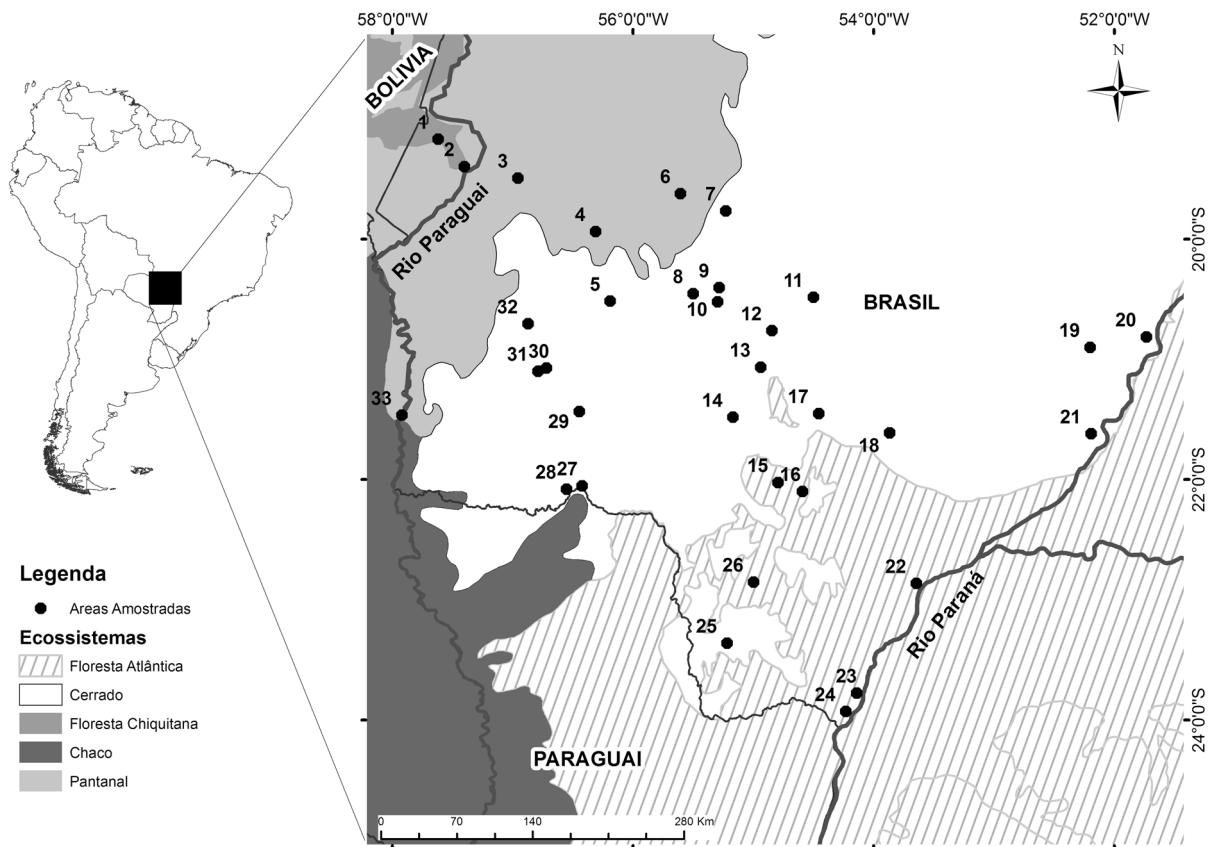 58°0'0"W 56°0'0"W 54°0'0"W 52°0'0"W
N
BOLIVIA
1
2
3
Rio Paraguai
4
6
7
20°0'0"S
5
8
9
10
11
BRASIL
12
32
19
20
31 30
13
33
29
14
17
18
21
28 27
15
16
22°0'0"S
26
22
Rio Paraná
25
23
24
24°0'0"S
PARAGUAI
0 70 140 280 Km
Legenda
Areas Amostradas
Ecossistemas
Floresta Atlântica
Cerrado
Floresta Chiquitana
Chaco
Pantanal